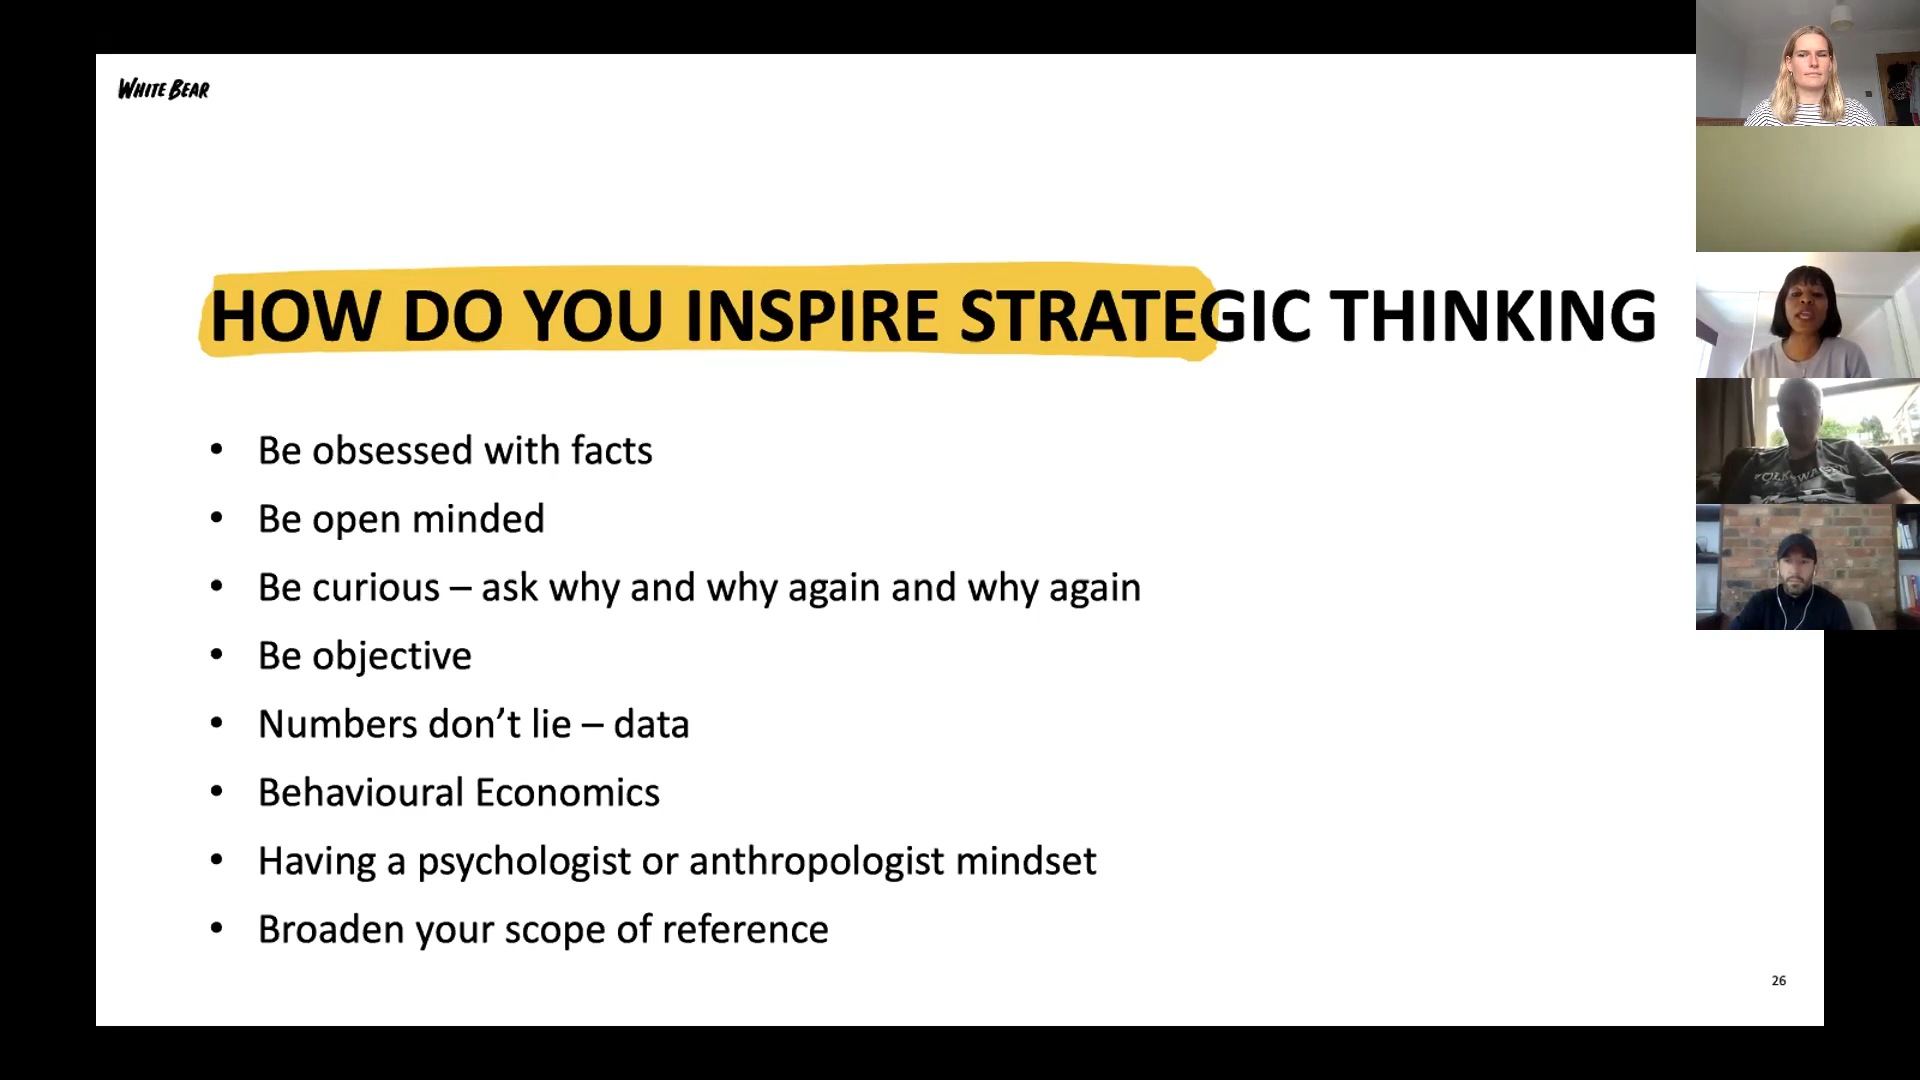 WHITE BEAR
HOW DO YOU INSPIRE STRATEGIC THINKING
• Be obsessed with facts
• Be open minded
• Be curious – ask why and why again and why again
• Be objective
• Numbers don’t lie – data
• Behavioural Economics
• Having a psychologist or anthropologist mindset
• Broaden your scope of reference
26